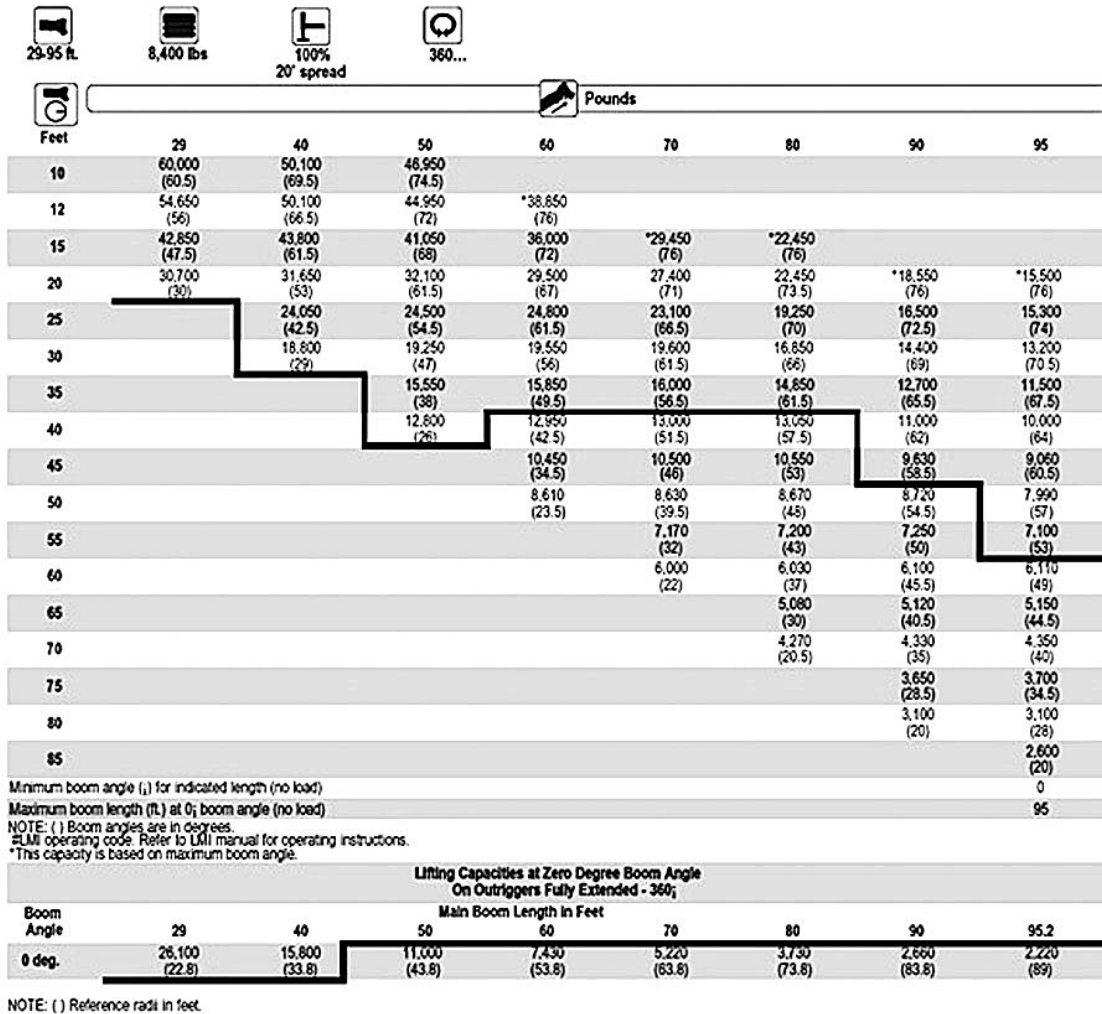 29-95 ft.
8,400 lbs
100%
20' spread
360...
Pounds
Feet
29 40 50 60 70 80 90 95
10 60,000 50,100 46,950
(60.5) (69.5) (74.5)
12 54,650 50,100 44,950 *38,850
(56) (66.5) (72) (76)
15 42,850 43,800 41,050 36,000 *29,450 *22,450
(47.5) (61.5) (68) (72) (76) (76)
20 30,700 31,650 32,100 29,500 27,400 22,450 *18,550 *15,500
(30) (53) (61.5) (67) (71) (73.5) (76) (76)
25 24,050 24,500 24,800 23,100 19,250 16,500 15,300
(42.5) (54.5) (61.5) (66.5) (70) (72.5) (74)
30 18,800 19,250 19,550 19,600 16,850 14,400 13,200
(29) (47) (56) (61.5) (66) (69) (70.5)
35 15,550 15,850 16,000 14,850 12,700 11,500
(38) (49.5) (56.5) (61.5) (65.5) (67.5)
40 12,800 12,950 13,000 13,050 11,000 10,000
(26) (42.5) (51.5) (57.5) (62) (64)
45 10,450 10,500 10,550 9,630 9,060
(34.5) (46) (53) (58.5) (60.5)
50 8,610 8,630 8,670 8,720 7,990
(23.5) (39.5) (48) (54.5) (57)
55 7,170 7,200 7,250 7,100
(32) (43) (50) (53)
60 6,000 6,030 6,100 6,110
(22) (37) (45.5) (49)
65 5,080 5,120 5,150
(30) (40.5) (44.5)
70 4,270 4,330 4,350
(20.5) (35) (40)
75 3,650 3,700
(28.5) (34.5)
80 3,100 3,100
(20) (28)
85 2,600
(20)
Minimum boom angle (¡) for indicated length (no load) 0
Maximum boom length (ft.) at 0¡ boom angle (no load) 95
NOTE: ( ) Boom angles are in degrees.
#LMI operating code. Refer to LMI manual for operating instructions.
*This capacity is based on maximum boom angle.
Lifting Capacities at Zero Degree Boom Angle
On Outriggers Fully Extended - 360¡
Boom Angle
Main Boom Length in Feet
29 40 50 60 70 80 90 95.2
0 deg. 26,100 15,800 11,000 7,430 5,220 3,730 2,660 2,220
(22.8) (33.8) (43.8) (53.8) (63.8) (73.8) (83.8) (89)
NOTE: ( ) Reference radii in feet.